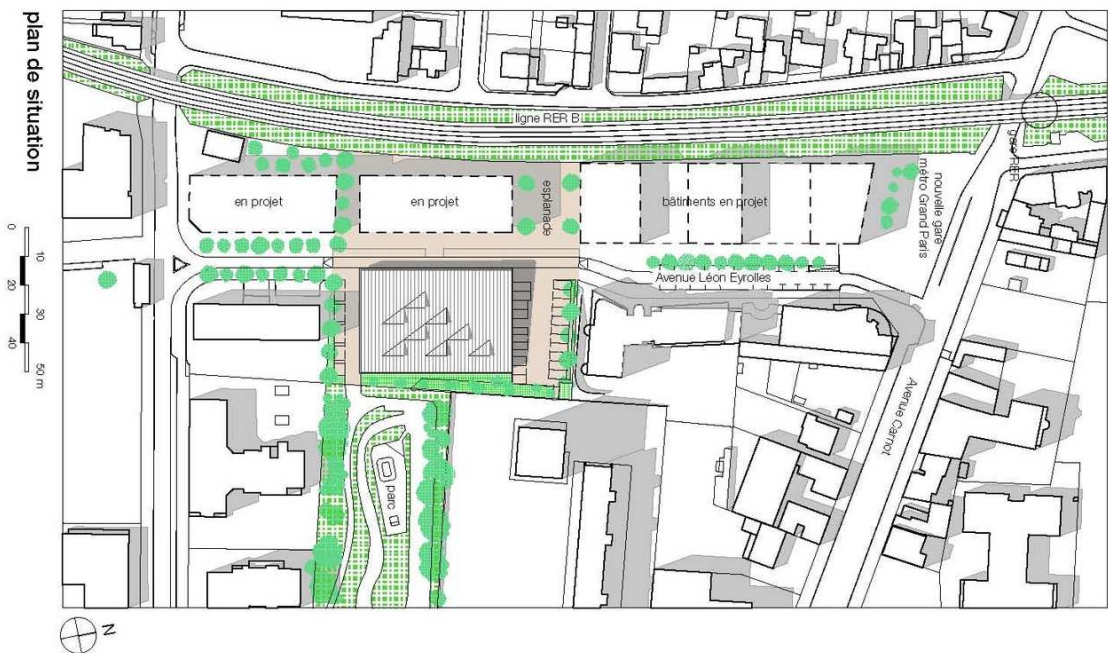 plan de situation
ligne RER B
gare RER
nouvelle gare
métro Grand Paris
en projet
en projet
esplanade
bâtiments en projet
Avenue Léon Eyrolles
Avenue Carnot
parc
0
10
20
30
40
50 m
N